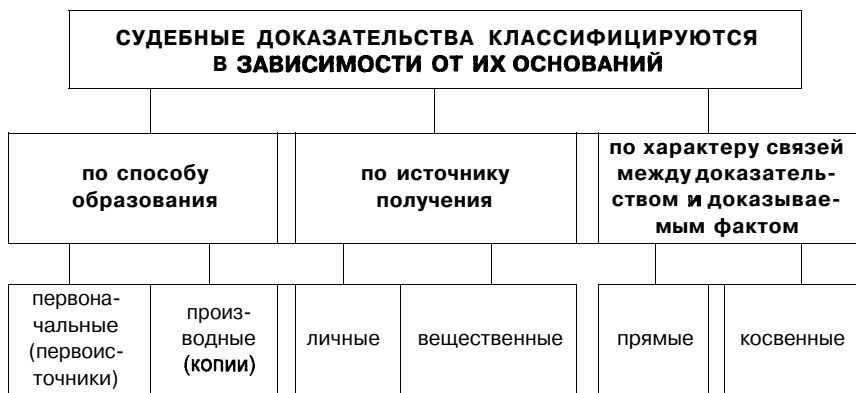 СУДЕБНЫЕ ДОКАЗАТЕЛЬСТВА КЛАССИФИЦИРУЮТСЯ
В ЗАВИСИМОСТИ ОТ ИХ ОСНОВАНИЙ
по способу
образования
по источнику
получения
по характеру связей
между доказатель-
ством и доказывае-
мым фактом
первона-
чальные
(первоис-
точники)
произ-
водные
(копии)
личные
вещественные
прямые
косвенные